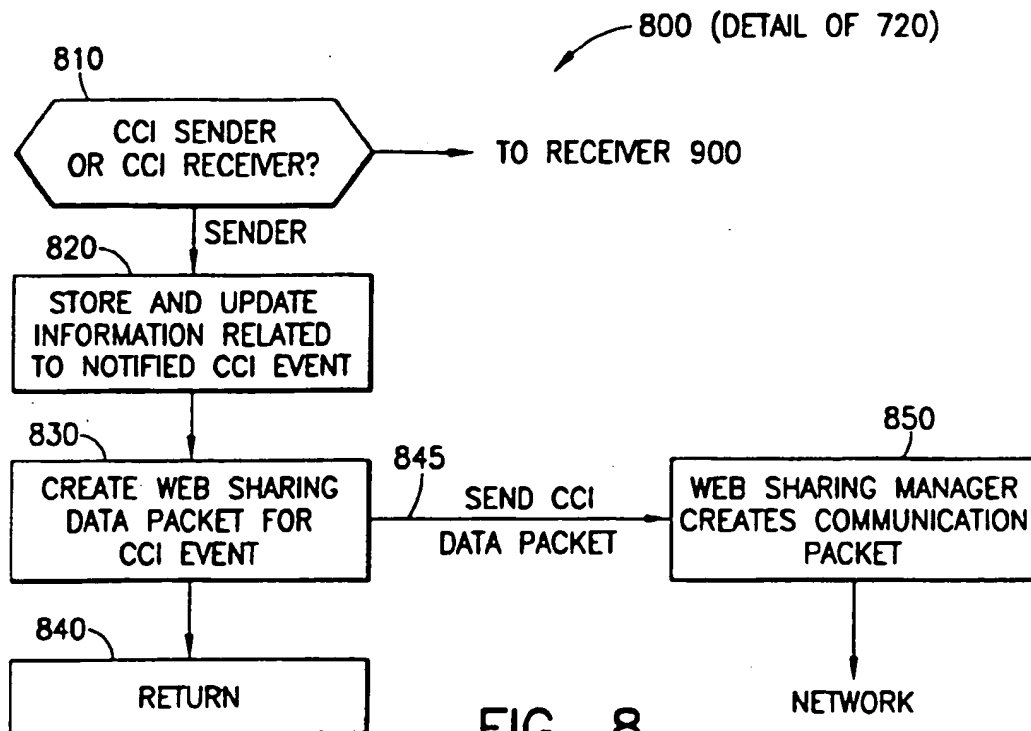 800 (DETAIL OF 720)
810
CCI SENDER
OR CCI RECEIVER?
TO RECEIVER 900
SENDER
820
STORE AND UPDATE
INFORMATION RELATED
TO NOTIFIED CCI EVENT
830
CREATE WEB SHARING
DATA PACKET FOR
CCI EVENT
845
SEND CCI
DATA PACKET
850
WEB SHARING MANAGER
CREATES COMMUNICATION
PACKET
840
RETURN
NETWORK
FIG. 8